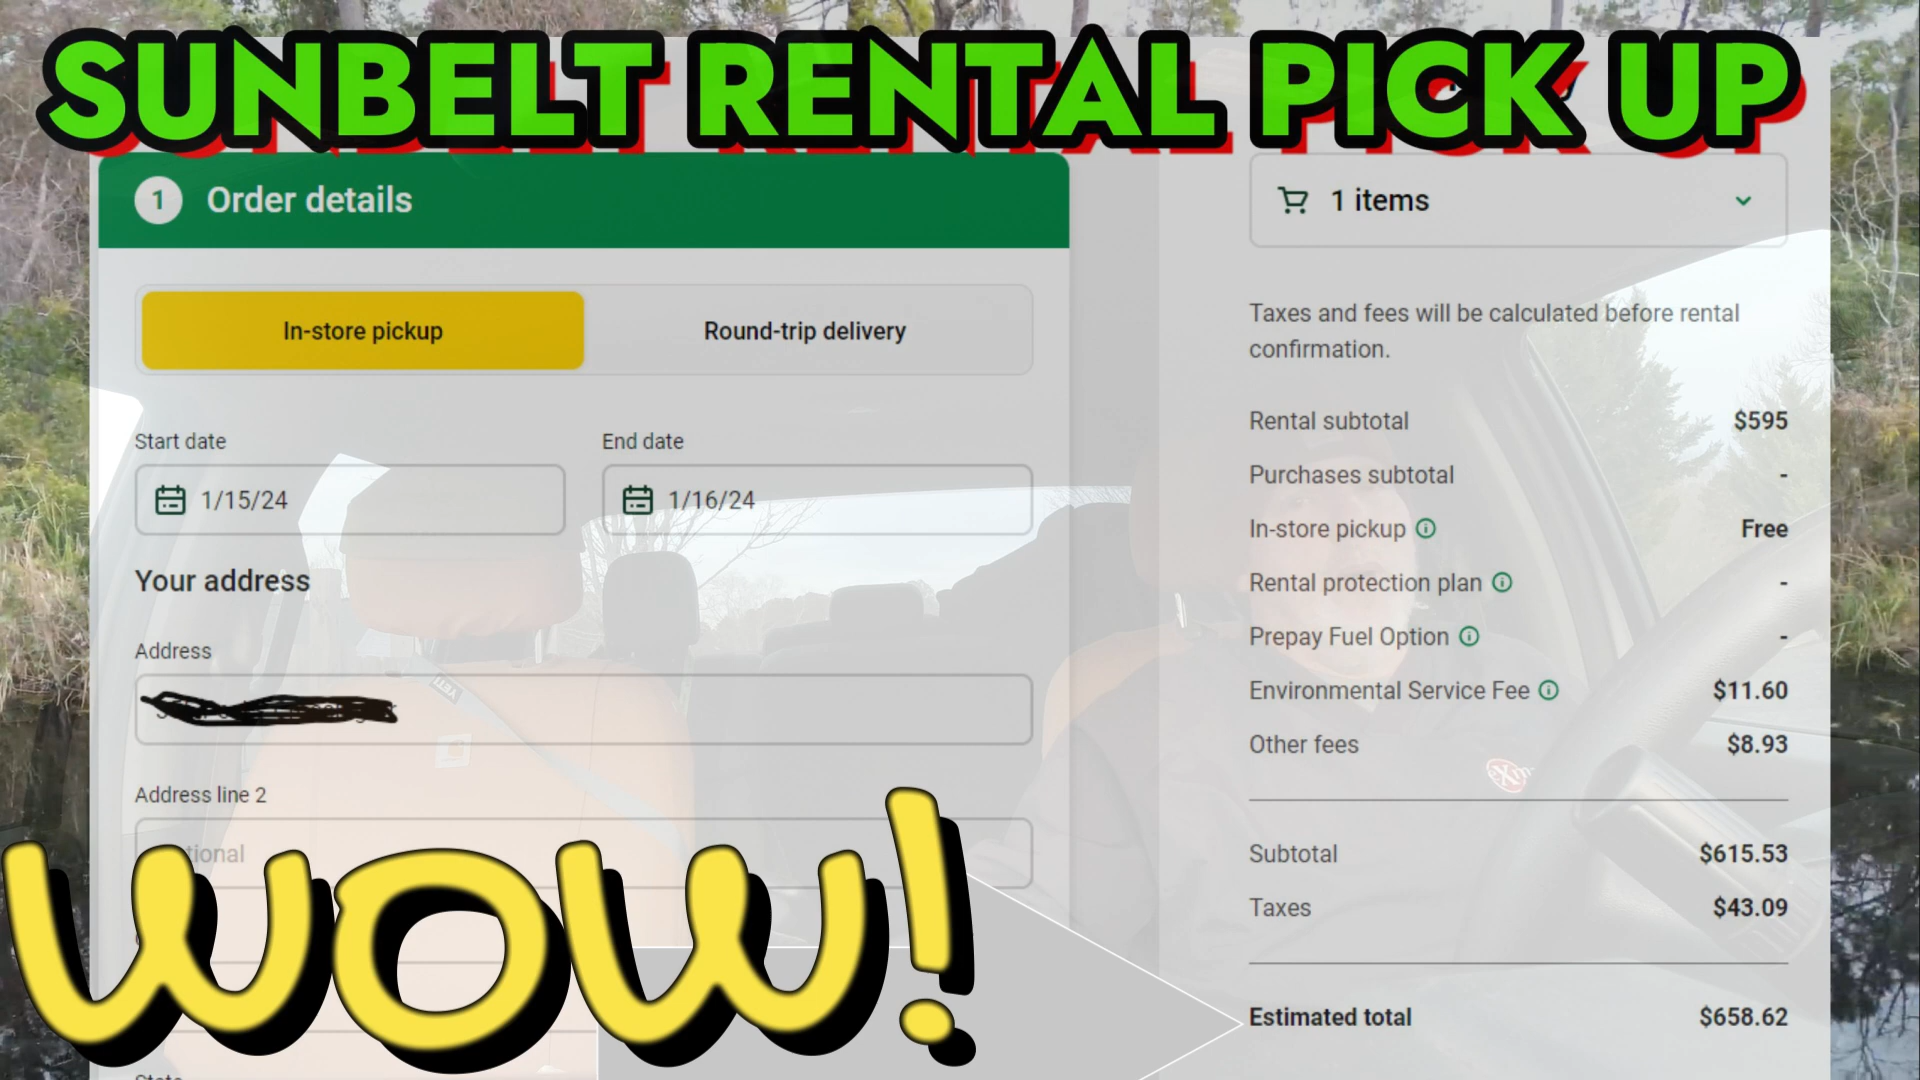 SUNBELT RENTAL PICK UP
1 Order details
In-store pickup
Round-trip delivery
Start date
End date
1/15/24
1/16/24
Your address
Address
Address line 2
WOW!
1 items
Taxes and fees will be calculated before rental
confirmation.
Rental subtotal $595
Purchases subtotal -
In-store pickup Free
Rental protection plan -
Prepay Fuel Option -
Environmental Service Fee $11.60
Other fees $8.93
Subtotal $615.53
Taxes $43.09
Estimated total $658.62